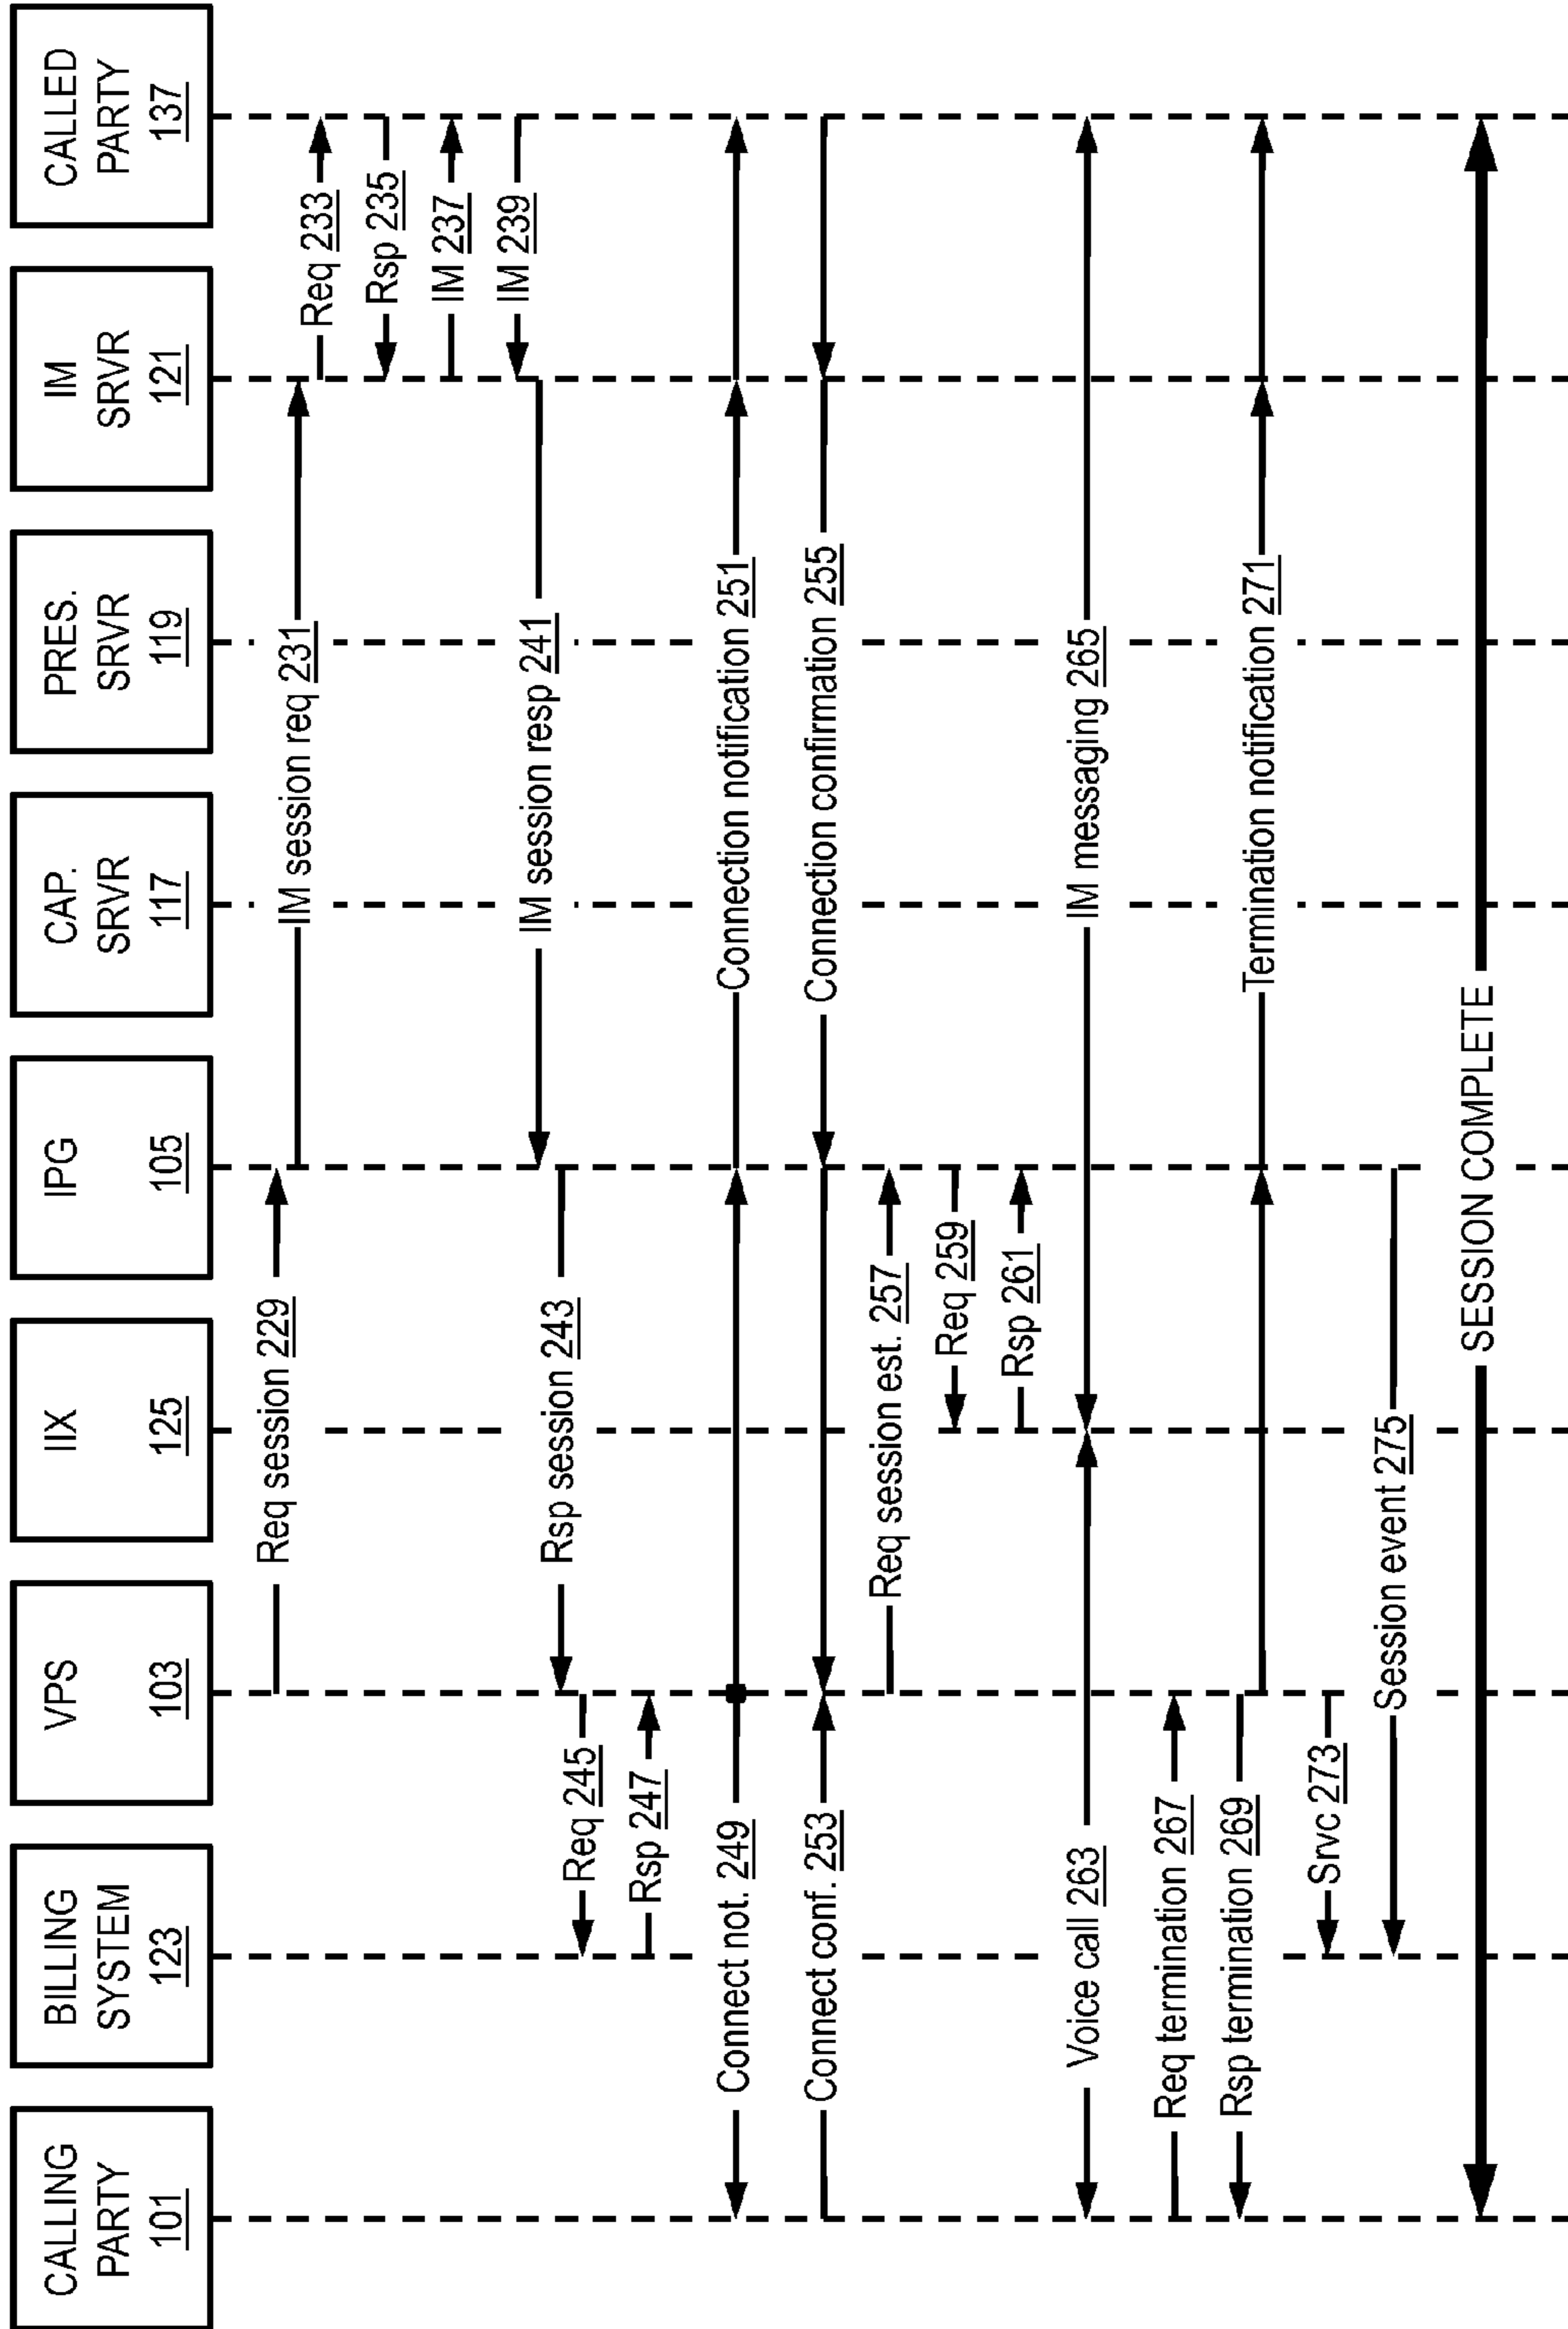 CALLING
PARTY
101
BILLING
SYSTEM
123
VPS
103
IIX
125
IPG
105
CAP.
SRVR
117
PRES.
SRVR
119
IM
SRVR
121
CALLED
PARTY
137
Req session 229
IM session req 231
Req 233
Rsp 235
IM 237
IM 239
IM session resp 241
Rsp session 243
Req 245
Rsp 247
Connect not. 249
Connection notification 251
Connect conf. 253
Connection confirmation 255
Req session est. 257
Req 259
Rsp 261
Voice call 263
IM messaging 265
Req termination 267
Rsp termination 269
Termination notification 271
Srvc 273
Session event 275
SESSION COMPLETE